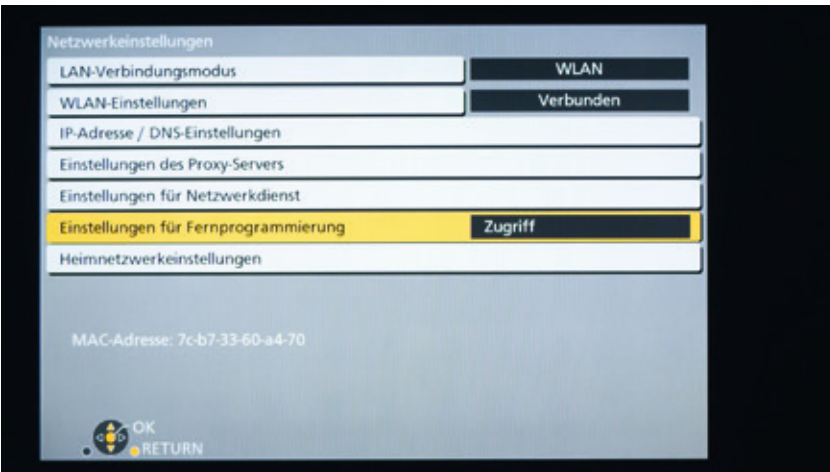 Netzwerkeinstellungen
LAN-Verbindungsmodus WLAN
WLAN-Einstellungen Verbunden
IP-Adresse / DNS-Einstellungen
Einstellungen des Proxy-Servers
Einstellungen für Netzwerkdienst
Einstellungen für Fernprogrammierung Zugriff
Heimnetzwerkeinstellungen
MAC-Adresse: 7c-b7-33-60-a4-70
OK
RETURN